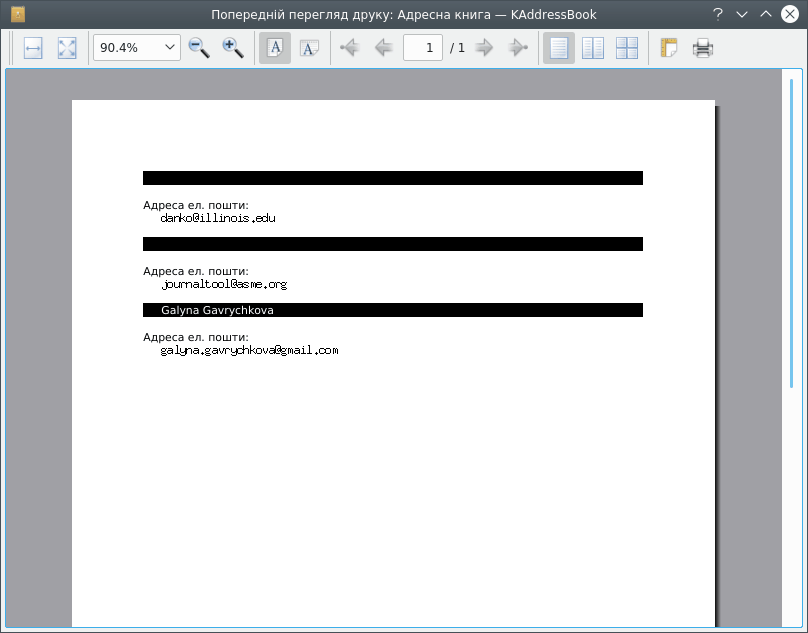 Попередній перегляд друку: Адресна книга — KAddressBook
90.4%
A
A
1 / 1
Адреса ел. пошти:
danko@illinois.edu
Адреса ел. пошти:
journaltool@asme.org
Galyna Gavrychkova
Адреса ел. пошти:
galyna.gavrychkova@gmail.com